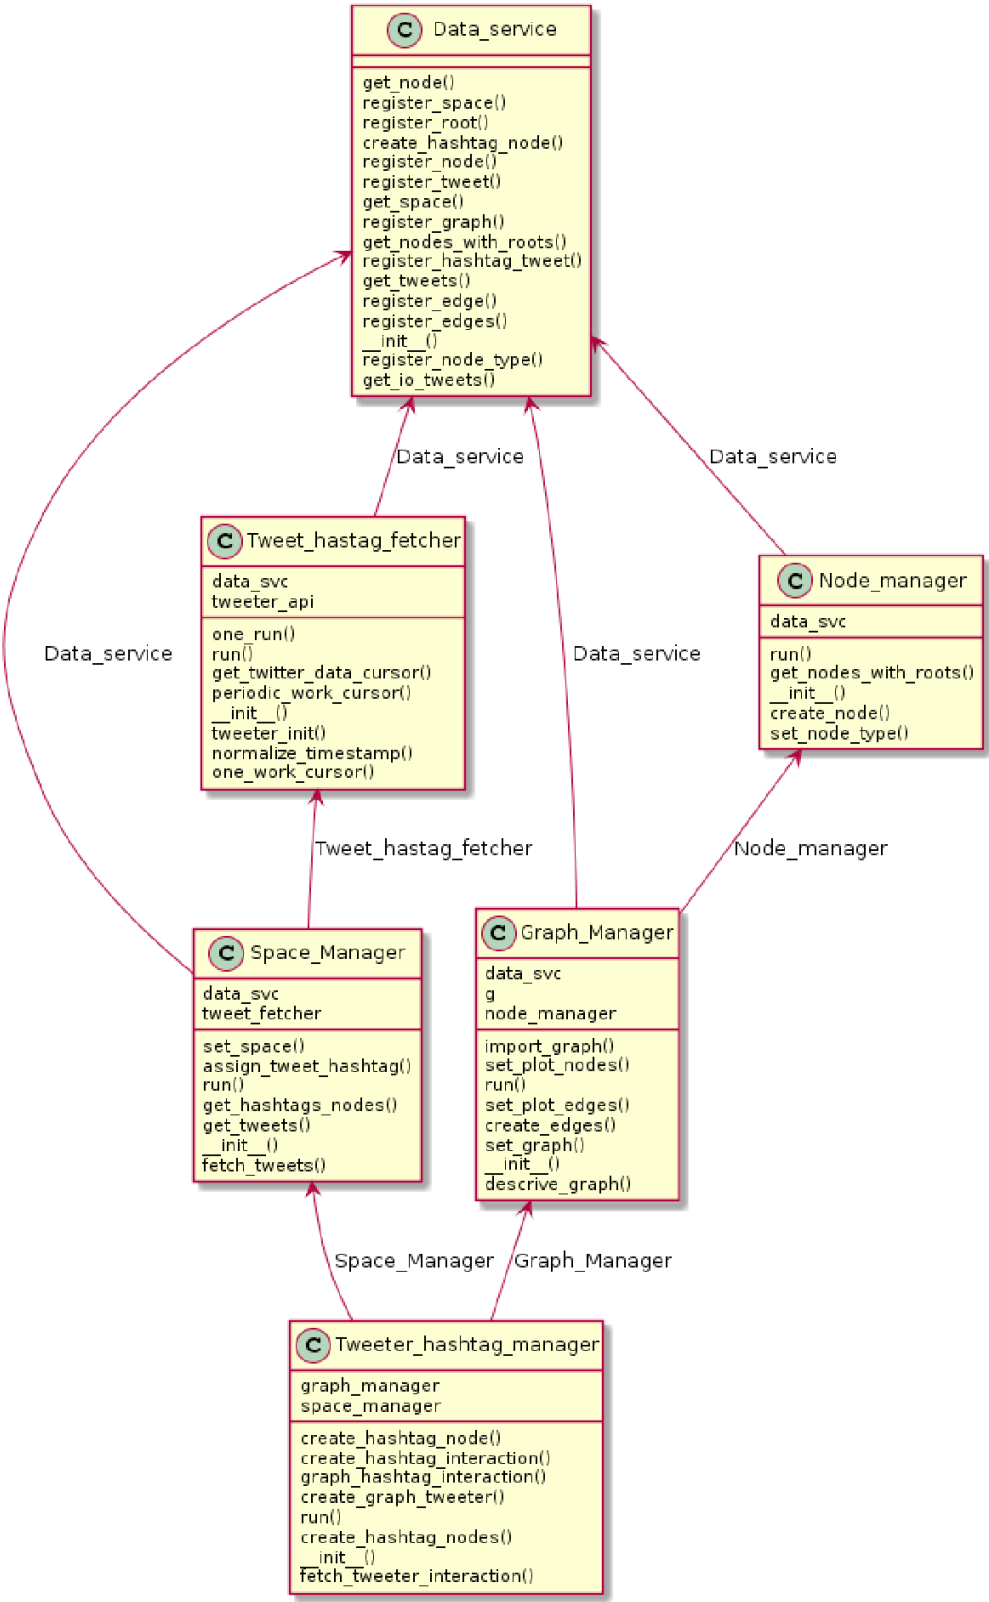 C Data_service
get_node()
register_space()
register_root()
create_hashtag_node()
register_node()
register_tweet()
get_space()
register_graph()
get_nodes_with_roots()
register_hashtag_tweet()
get_tweets()
register_edge()
register_edges()
__init__()
register_node_type()
get_io_tweets()
Data_service
Data_service
C Tweet_hastag_fetcher
data_svc
tweeter_api
one_run()
run()
get_twitter_data_cursor()
periodic_work_cursor()
__init__()
tweeter_init()
normalize_timestamp()
one_work_cursor()
C Node_manager
data_svc
run()
get_nodes_with_roots()
__init__()
create_node()
set_node_type()
Data_service
Data_service
Tweet_hastag_fetcher
Node_manager
C Space_Manager
data_svc
tweet_fetcher
set_space()
assign_tweet_hashtag()
run()
get_hashtags_nodes()
get_tweets()
__init__()
fetch_tweets()
C Graph_Manager
data_svc
g
node_manager
import_graph()
set_plot_nodes()
run()
set_plot_edges()
create_edges()
set_graph()
__init__()
descrive_graph()
Space_Manager
Graph_Manager
C Tweeter_hashtag_manager
graph_manager
space_manager
create_hashtag_node()
create_hashtag_interaction()
graph_hashtag_interaction()
create_graph_tweeter()
run()
create_hashtag_nodes()
__init__()
fetch_tweeter_interaction()